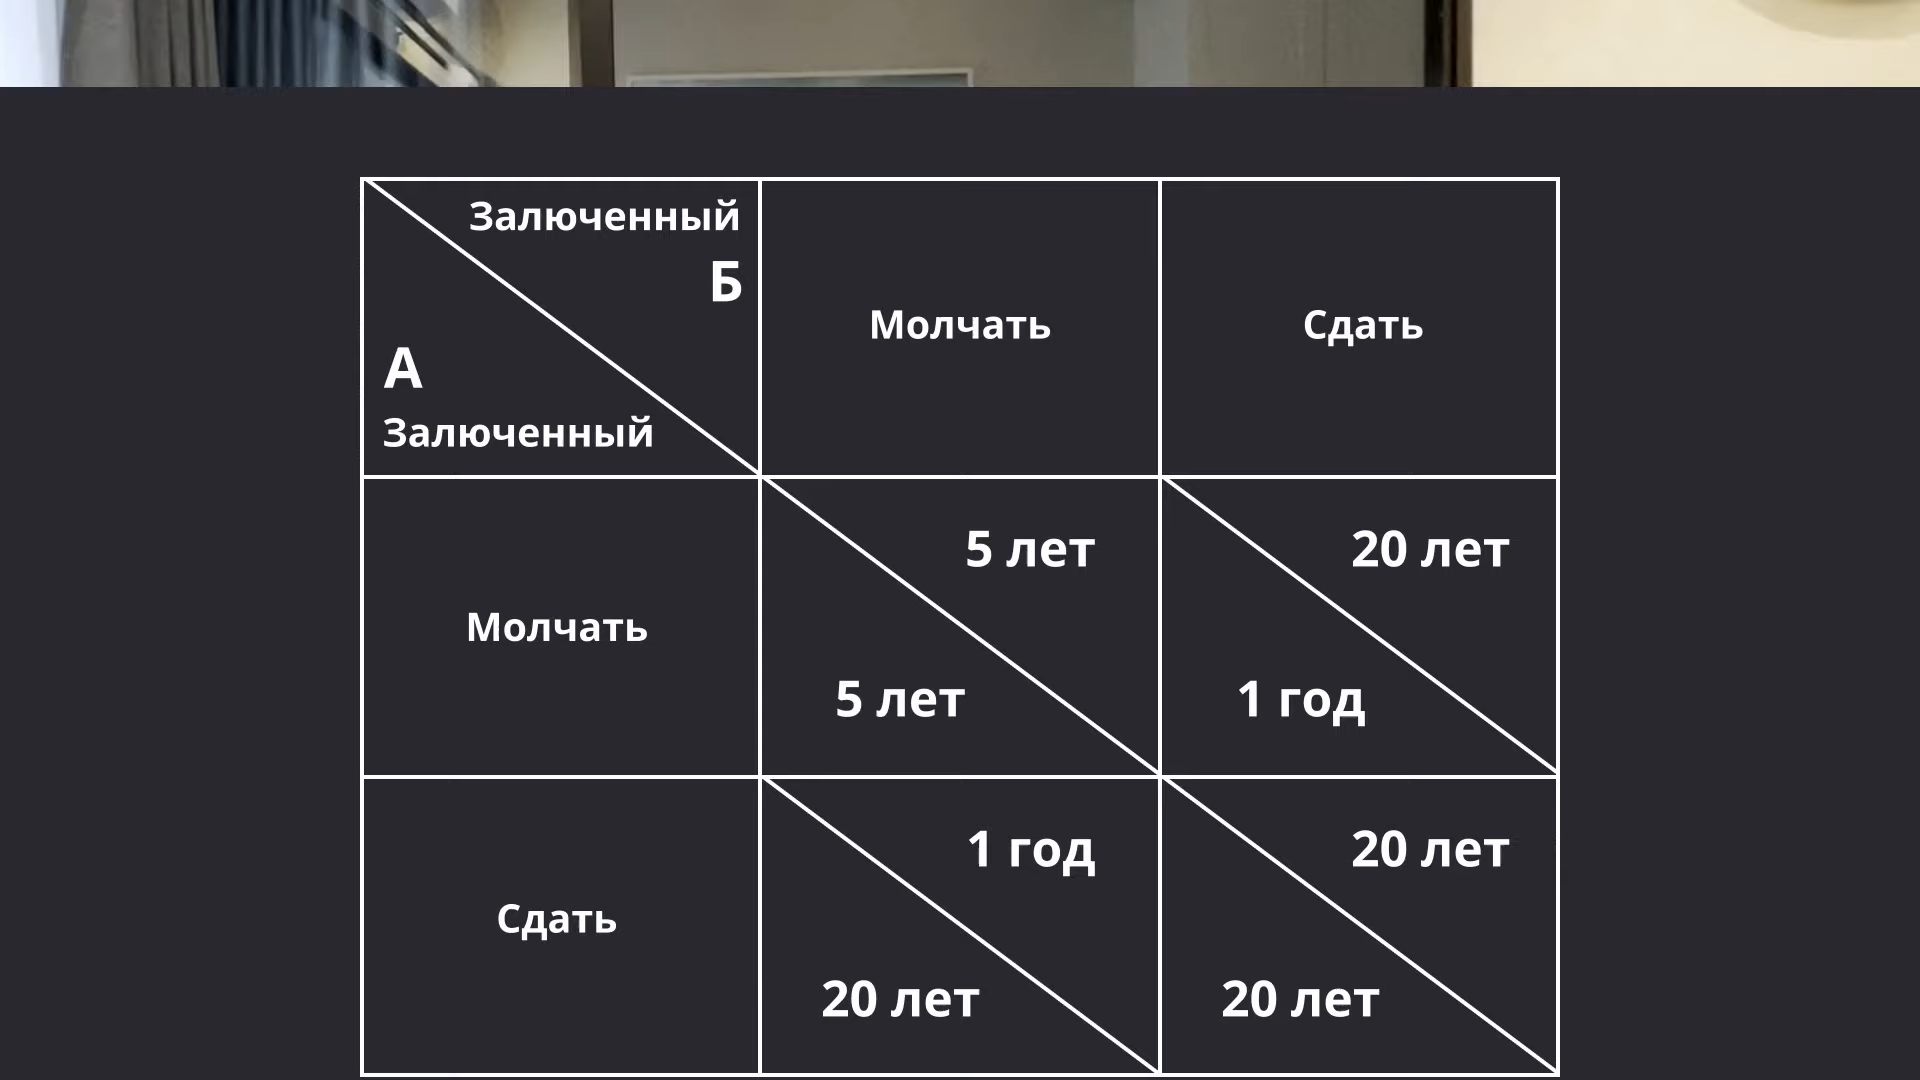 Залюченный
Б
А
Залюченный
Молчать
Сдать
Молчать
5 лет
5 лет
20 лет
1 год
Сдать
1 год
20 лет
20 лет
20 лет